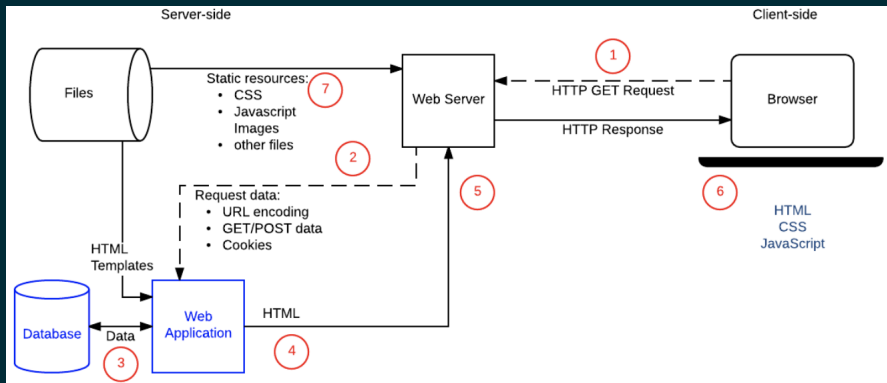 Server-side
Client-side
Files
Static resources:
• CSS
• Javascript
Images
• other files
7
Web Server
1
HTTP GET Request
HTTP Response
Browser
2
Request data:
• URL encoding
• GET/POST data
• Cookies
5
6
HTML
CSS
JavaScript
HTML
Templates
Database
Data
3
Web
Application
HTML
4